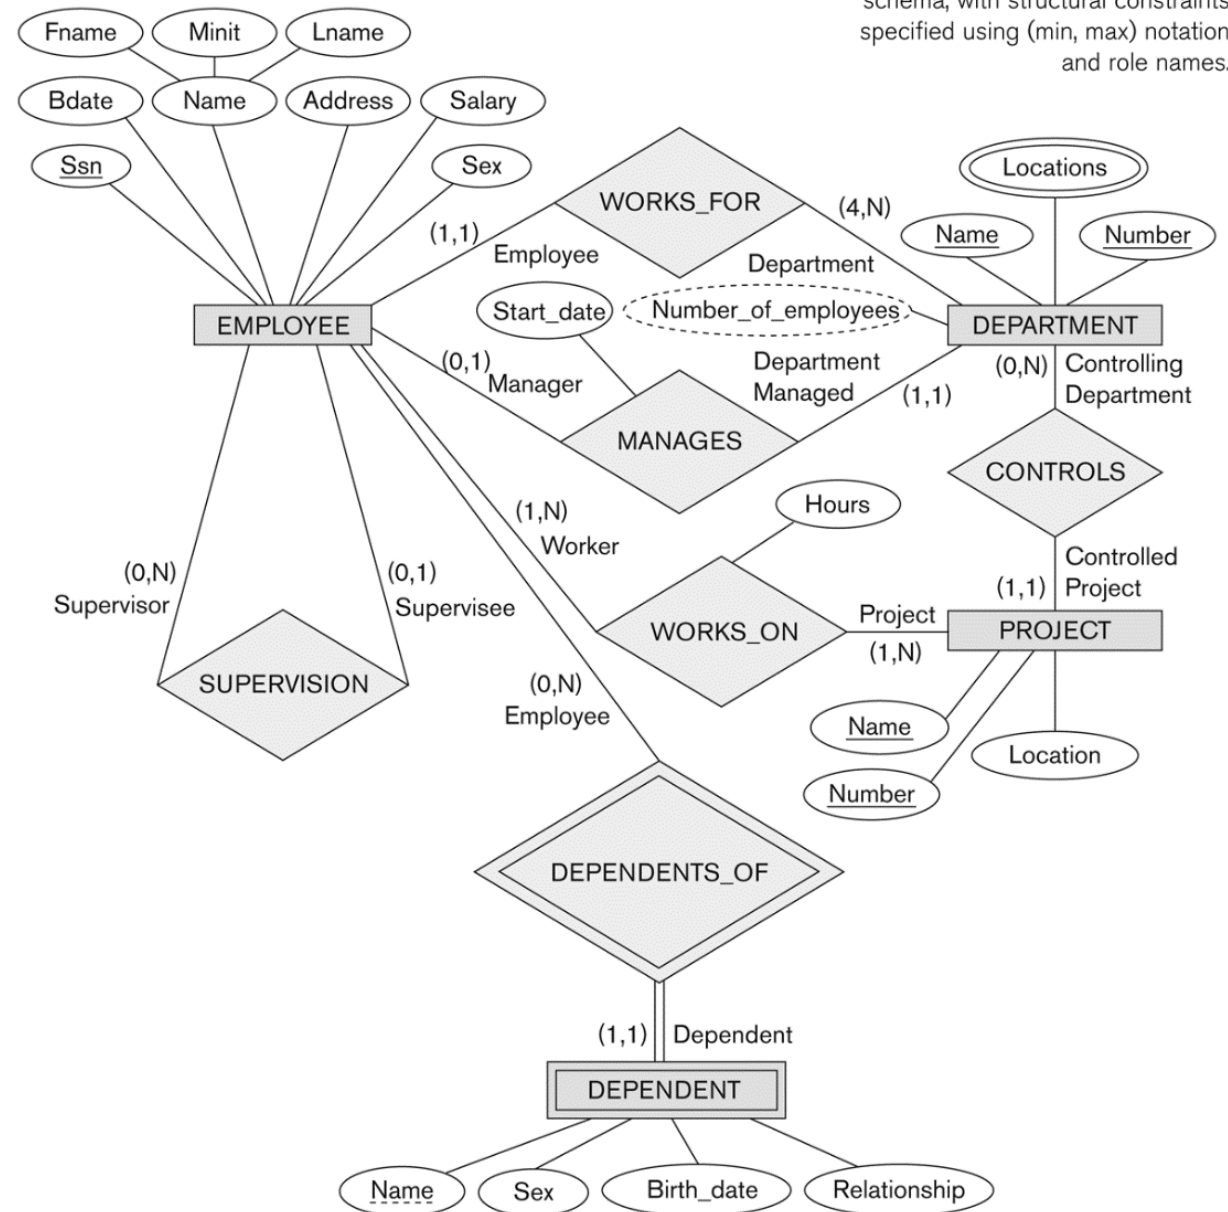 schema, with structural constraints
specified using (min, max) notation
and role names.
Fname
Minit
Lname
Bdate
Name
Address
Salary
Ssn
Sex
WORKS_FOR
Locations
(4,N)
Name
Number
(1,1)
Employee
Department
Start_date
Number_of_employees
EMPLOYEE
DEPARTMENT
(0,1)
Manager
Department
Managed
(1,1)
(0,N)
Controlling
Department
MANAGES
CONTROLS
Hours
(1,N)
Worker
(0,N)
Supervisor
(0,1)
Supervisee
Controlled
Project
(1,1)
Project
(1,N)
WORKS_ON
PROJECT
SUPERVISION
(0,N)
Employee
Name
Location
Number
DEPENDENTS_OF
(1,1)
Dependent
DEPENDENT
Name
Sex
Birth_date
Relationship